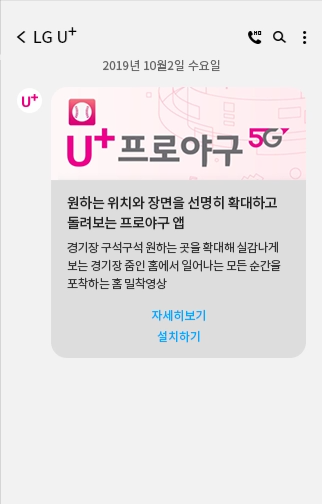 LG U+
HD
2019년 10월2일 수요일
U+
U+프로야구 5G
원하는 위치와 장면을 선명히 확대하고
돌려보는 프로야구 앱
경기장 구석구석 원하는 곳을 확대해 실감나게
보는 경기장 줌인 홈에서 일어나는 모든 순간을
포착하는 홈 밀착영상
자세히보기
설치하기